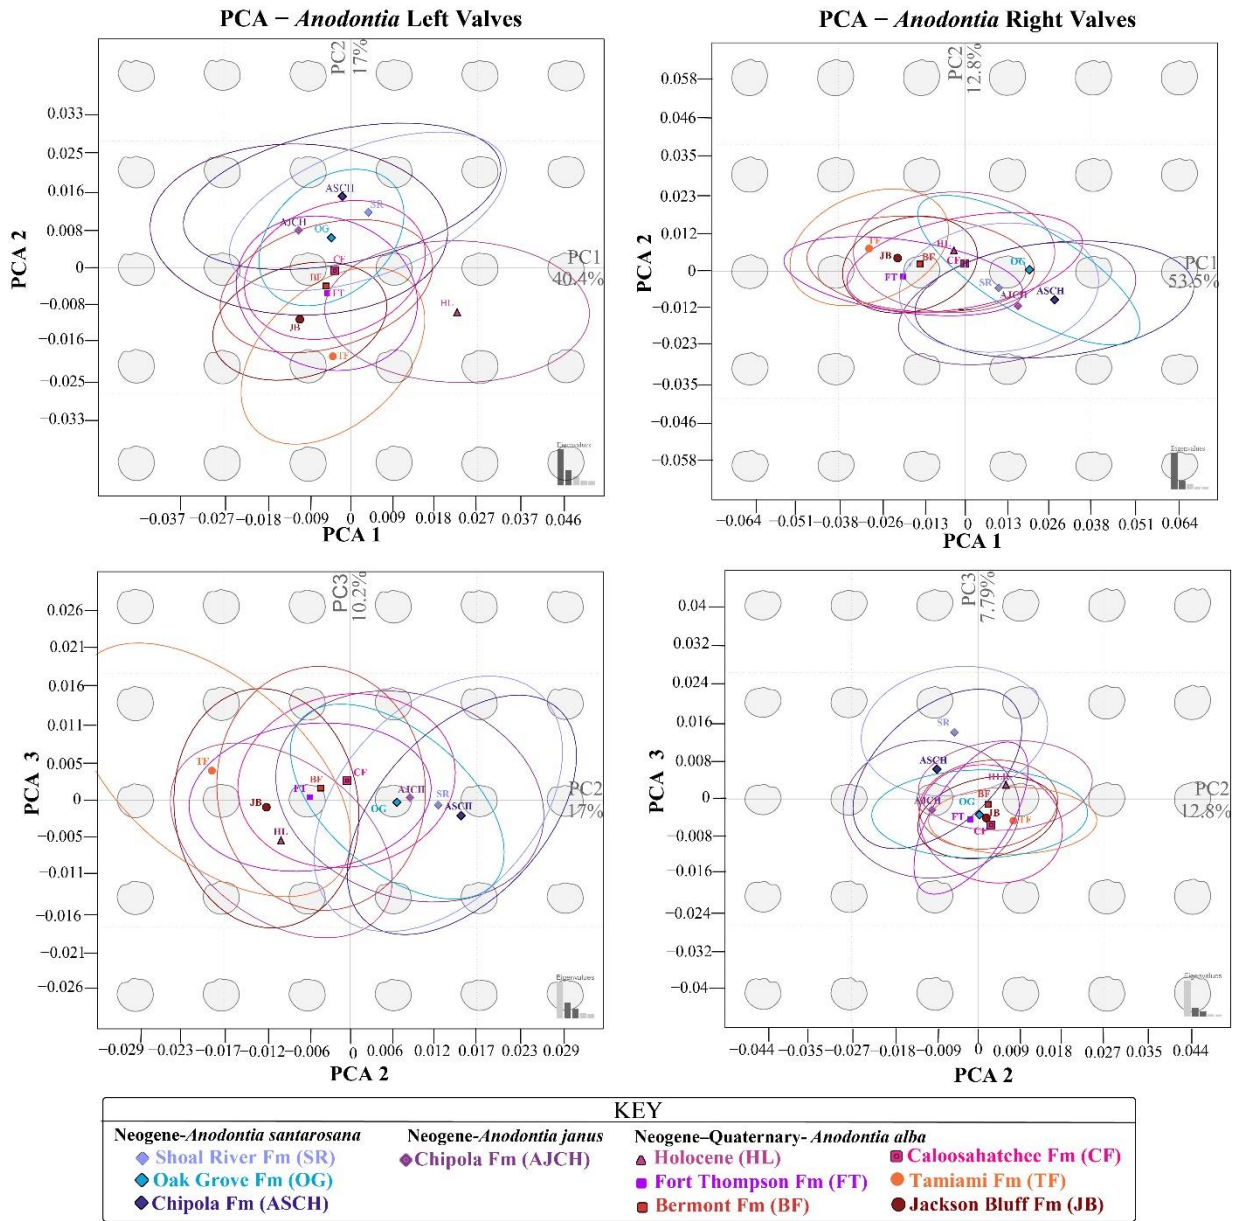 PCA – Anodontia Left Valves
PC2
17%
0.033
0.025
0.016
0.008
0
−0.008
−0.016
−0.025
−0.033
PCA 2
ASCH
SR
AJCH
OG
CF
BF
FT
JB
HL
TF
PC1
40.4%
Eigenvalues
−0.037 −0.027 −0.018 −0.009 0 0.009 0.018 0.027 0.037 0.046
PCA 1
PCA – Anodontia Right Valves
PC2
12.8%
0.058
0.046
0.035
0.023
0.012
0
−0.012
−0.023
−0.035
−0.046
−0.058
PCA 2
TF
JB
BF
FT
HL
CF
OG
SR
AJCH
ASCH
PC1
53.5%
Eigenvalues
−0.064 −0.051 −0.038 −0.026 −0.013 0 0.013 0.026 0.038 0.051 0.064
PCA 1
PC3
10.2%
0.026
0.021
0.016
0.011
0.005
0
−0.005
−0.011
−0.016
−0.021
−0.026
PCA 3
TF
JB
FT
BF
CF
HL
OG
AJCH
SR
ASCH
PC2
17%
Eigenvalues
−0.029 −0.023 −0.017 −0.012 −0.006 0 0.006 0.012 0.017 0.023 0.029
PCA 2
PC3
7.79%
0.04
0.032
0.024
0.016
0.008
0
−0.008
−0.016
−0.024
−0.032
−0.04
PCA 3
SR
ASCH
AJCH
BF
OG
JB
FT
CF
TF
PC2
12.8%
Eigenvalues
−0.044 −0.035 −0.027 −0.018 −0.009 0 0.009 0.018 0.027 0.035 0.044
PCA 2
KEY
Neogene-Anodontia santarosana
Shoal River Fm (SR)
Oak Grove Fm (OG)
Chipola Fm (ASCH)
Neogene-Anodontia janus
Chipola Fm (AJCH)
Neogene–Quaternary- Anodontia alba
Holocene (HL)
Fort Thompson Fm (FT)
Bermont Fm (BF)
Caloosahatchee Fm (CF)
Tamiami Fm (TF)
Jackson Bluff Fm (JB)